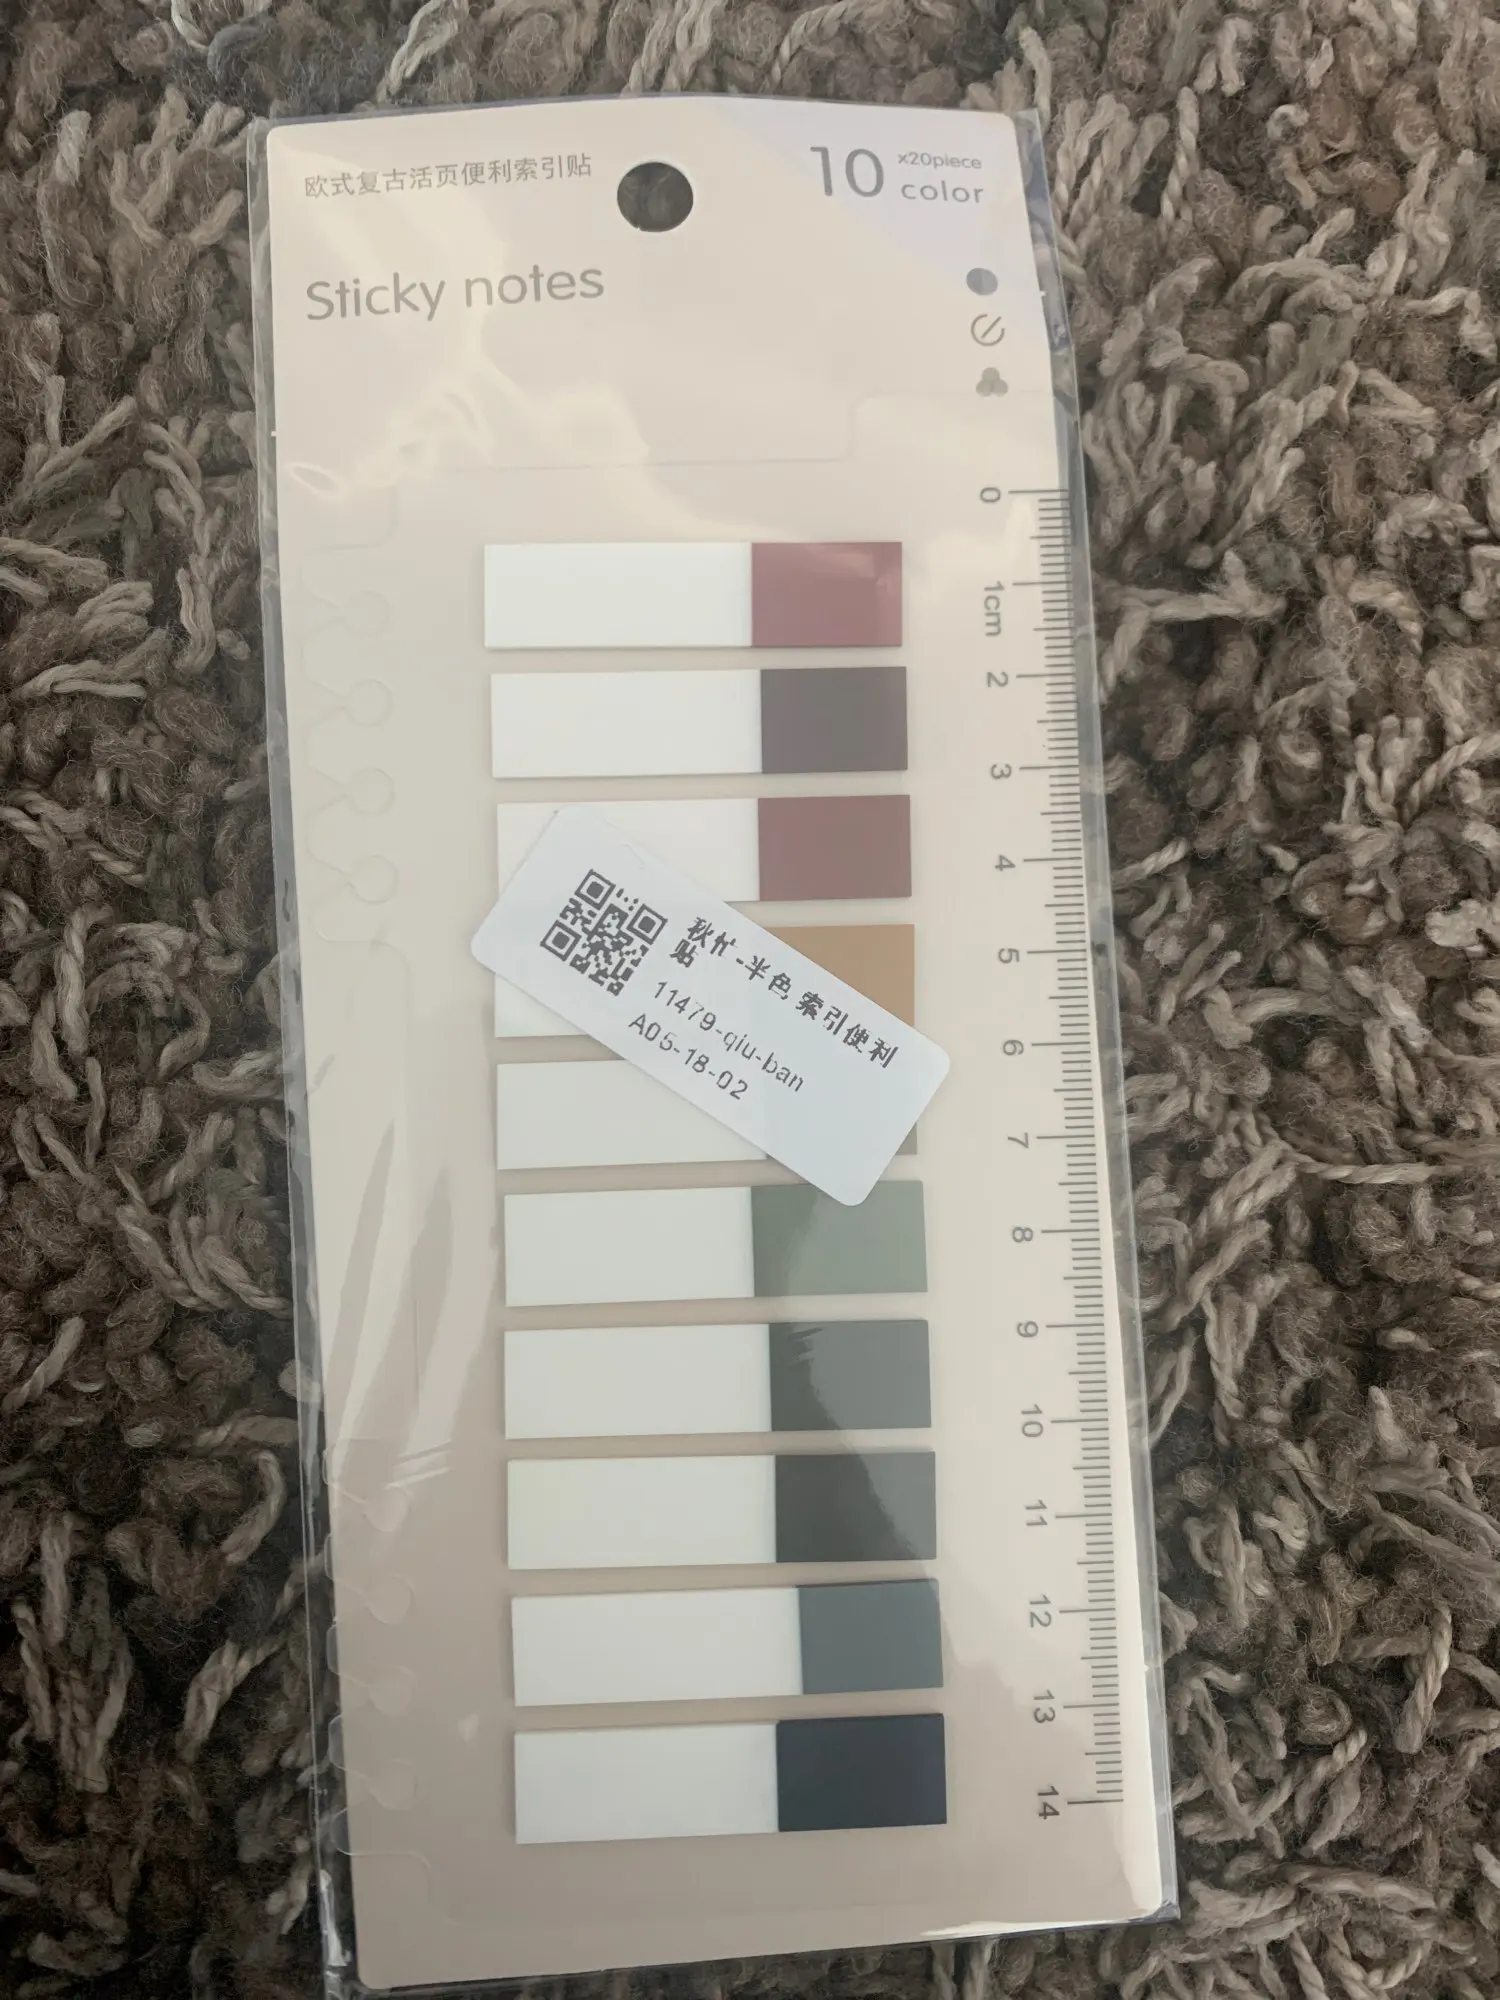 欧式复古活页便利索引贴
10 x20piece
color
Sticky notes
0
1cm
2
3
4
5
6
7
8
9
10
11
12
13
14
秋忙-半色 索引便利
贴
11479-qiu-ban
A05-18-02